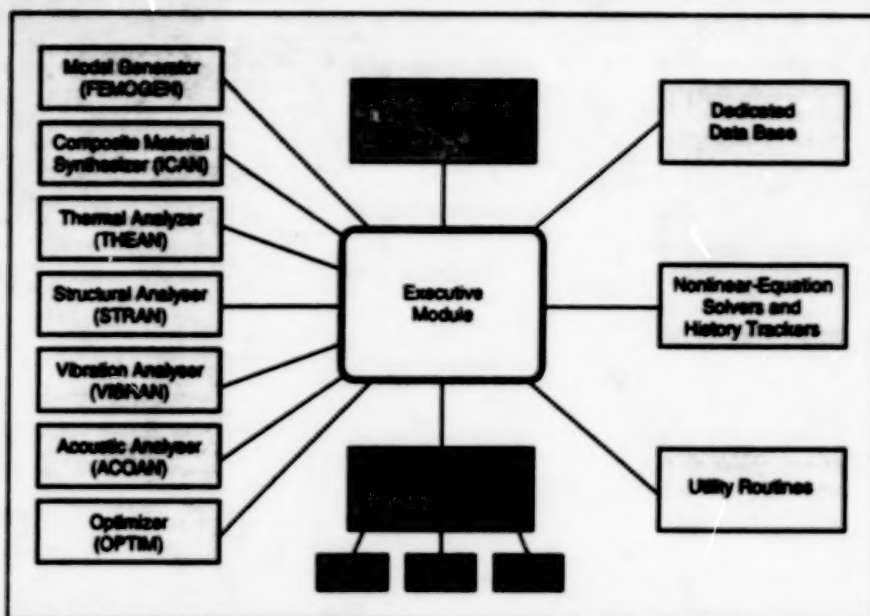 Model Generator
(FEMOGEN)
Composite Material
Synthesizer (ICAN)
Thermal Analyzer
(THEAN)
Structural Analyser
(STRAN)
Vibration Analyser
(VIBRAN)
Acoustic Analyser
(ACOAN)
Optimizer
(OPTIM)
Executive
Module
Dedicated
Data Base
Nonlinear-Equation
Solvers and
History Trackers
Utility Routines